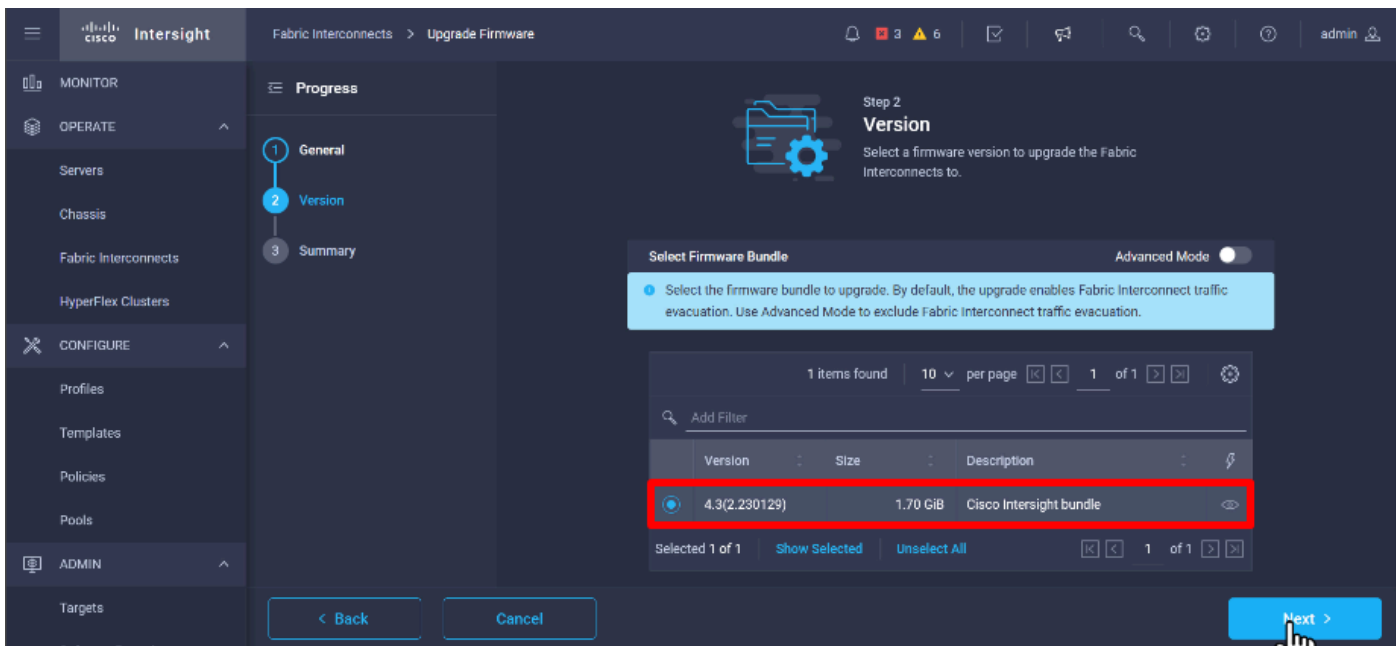 cisco Intersight
Fabric Interconnects > Upgrade Firmware
3 6
admin
MONITOR
OPERATE
Servers
Chassis
Fabric Interconnects
HyperFlex Clusters
CONFIGURE
Profiles
Templates
Policies
Pools
ADMIN
Targets
Progress
1 General
2 Version
3 Summary
Step 2
Version
Select a firmware version to upgrade the Fabric
Interconnects to.
Select Firmware Bundle Advanced Mode
Select the firmware bundle to upgrade. By default, the upgrade enables Fabric Interconnect traffic
evacuation. Use Advanced Mode to exclude Fabric Interconnect traffic evacuation.
1 items found 10 per page 1 of 1
Add Filter
Version Size Description
4.3(2.230129) 1.70 GiB Cisco Intersight bundle
Selected 1 of 1 Show Selected Unselect All 1 of 1
< Back Cancel Next >